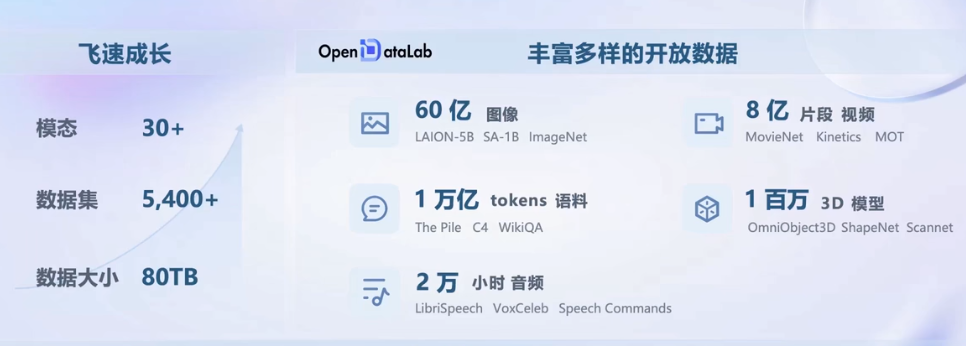 飞速成长
模态 30+
数据集 5,400+
数据大小 80TB
OpenDataLab 丰富多样的开放数据
60 亿 图像
LAION-5B SA-1B ImageNet
8 亿 片段 视频
MovieNet Kinetics MOT
1 万亿 tokens 语料
The Pile C4 WikiQA
1 百万 3D 模型
OmniObject3D ShapeNet Scannet
2 万 小时 音频
LibriSpeech VoxCeleb Speech Commands